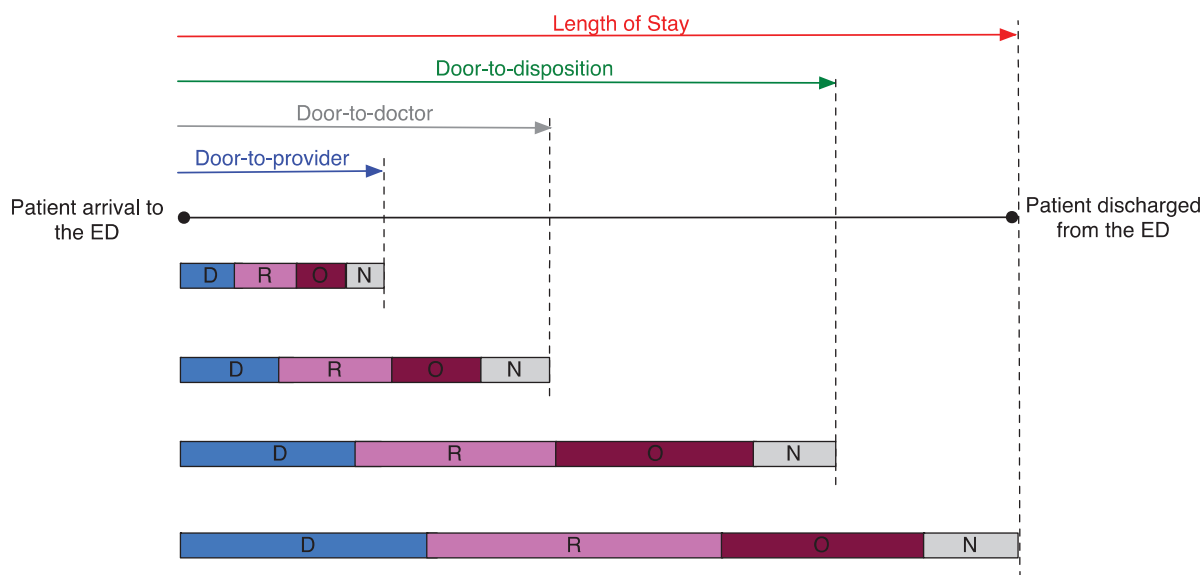 Length of Stay
Door-to-disposition
Door-to-doctor
Door-to-provider
Patient arrival to
the ED
Patient discharged
from the ED
D R O N
D R O N
D R O N
D R O N